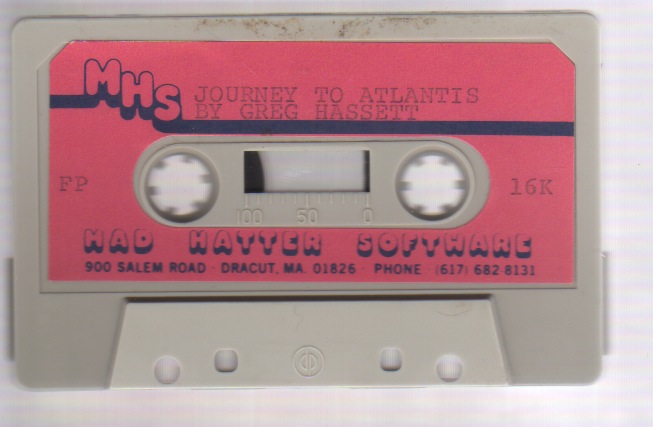 MHS
JOURNEY TO ATLANTIS
BY GREG HASSETT
FP
16K
100 50 0
MAD HATTER SOFTWARE
900 SALEM ROAD · DRACUT, MA. 01826 · PHONE (617) 682-8131